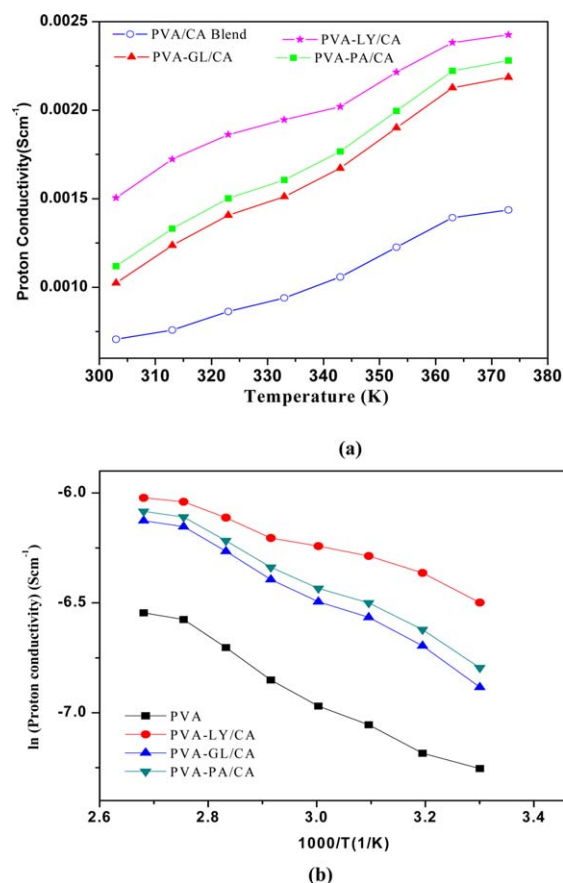 0.0025
0.0020
0.0015
0.0010
Proton Conductivity(Scm⁻¹)
PVA/CA Blend
PVA-LY/CA
PVA-GL/CA
PVA-PA/CA
300 310 320 330 340 350 360 370 380
Temperature (K)
(a)
-6.0
-6.5
-7.0
ln (Proton conductivity) (Scm⁻¹)
PVA
PVA-LY/CA
PVA-GL/CA
PVA-PA/CA
2.6 2.8 3.0 3.2 3.4
1000/T(1/K)
(b)